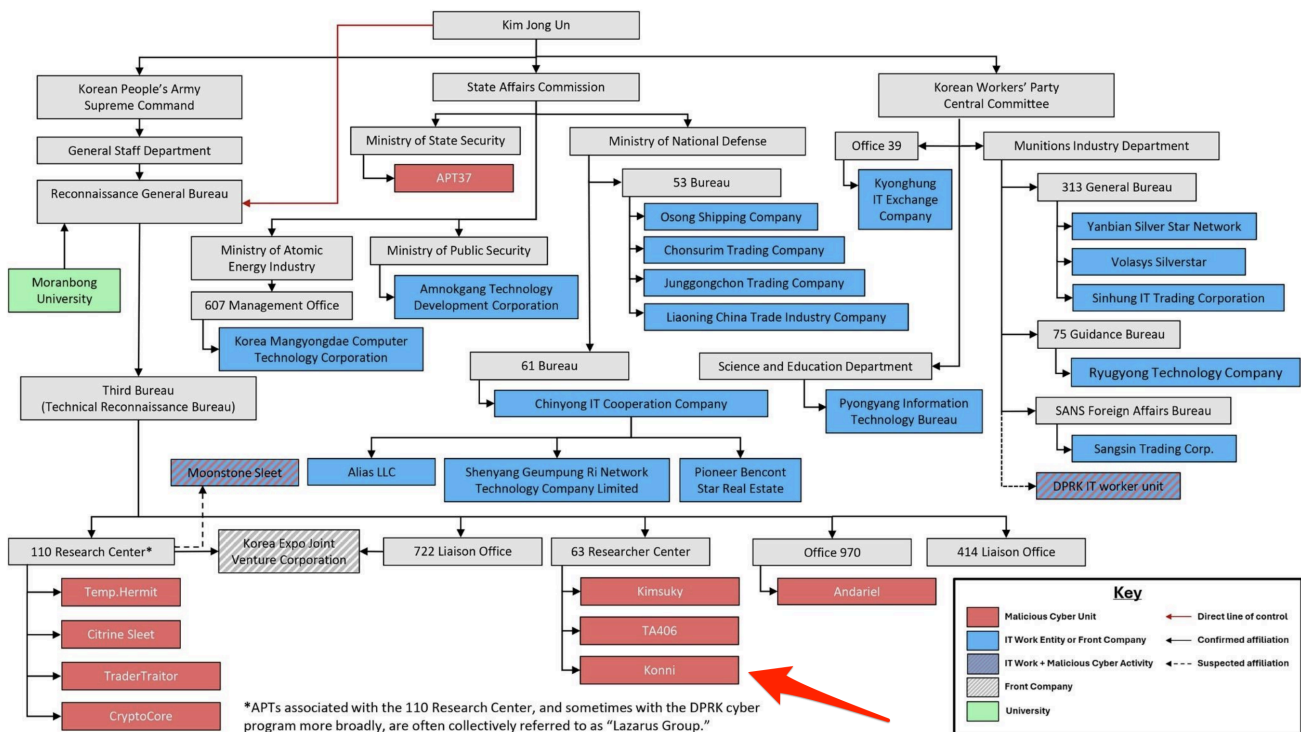 Kim Jong Un
Korean People's Army
Supreme Command
State Affairs Commission
Korean Workers' Party
Central Committee
General Staff Department
Ministry of State Security
Ministry of National Defense
Office 39
Munitions Industry Department
APT37
Reconnaissance General Bureau
53 Bureau
Kyonghung
IT Exchange
Company
313 General Bureau
Osong Shipping Company
Yanbian Silver Star Network
Ministry of Atomic
Energy Industry
Ministry of Public Security
Chonsurim Trading Company
Volasys Silverstar
Moranbong
University
Amnokgang Technology
Development Corporation
Junggongchon Trading Company
Sinhung IT Trading Corporation
607 Management Office
Liaoning China Trade Industry Company
Korea Mangyongdae Computer
Technology Corporation
75 Guidance Bureau
61 Bureau
Science and Education Department
Ryugyong Technology Company
Third Bureau
(Technical Reconnaissance Bureau)
Chinyong IT Cooperation Company
Pyongyang Information
Technology Bureau
SANS Foreign Affairs Bureau
Sangsin Trading Corp.
Moonstone Sleet
Alias LLC
Shenyang Geumpung Ri Network
Technology Company Limited
Pioneer Bencont
Star Real Estate
DPRK IT worker unit
110 Research Center*
Korea Expo Joint
Venture Corporation
722 Liaison Office
63 Researcher Center
Office 970
414 Liaison Office
Temp.Hermit
Kimsuky
Andariel
Citrine Sleet
TA406
TraderTraitor
Konni
CryptoCore
*APTs associated with the 110 Research Center, and sometimes with the DPRK cyber
program more broadly, are often collectively referred to as "Lazarus Group."
Key
Malicious Cyber Unit
Direct line of control
IT Work Entity or Front Company
Confirmed affiliation
IT Work + Malicious Cyber Activity
Suspected affiliation
Front Company
University